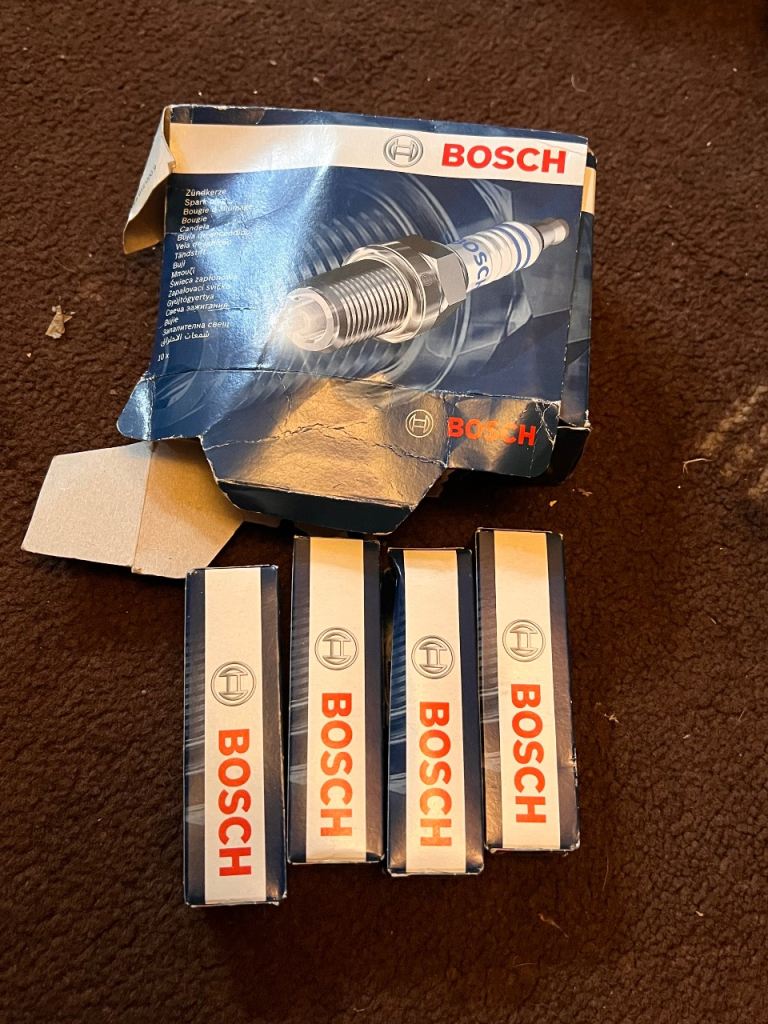 BOSCH
Zündkerze
Spark plug
Bougie d'allumage
Bougie
Candela
Bujía de encendido
Vela de ignição
Tändstift
Buji
Μπουζί
Świeca zapłonowa
Zapalovací svíčka
Gyújtógyertya
Свеча зажигания
Bujie
Запалителна свещ
شمعات الاحتراق
10 x
BOSCH
BOSCH
BOSCH
BOSCH
BOSCH
BOSCH